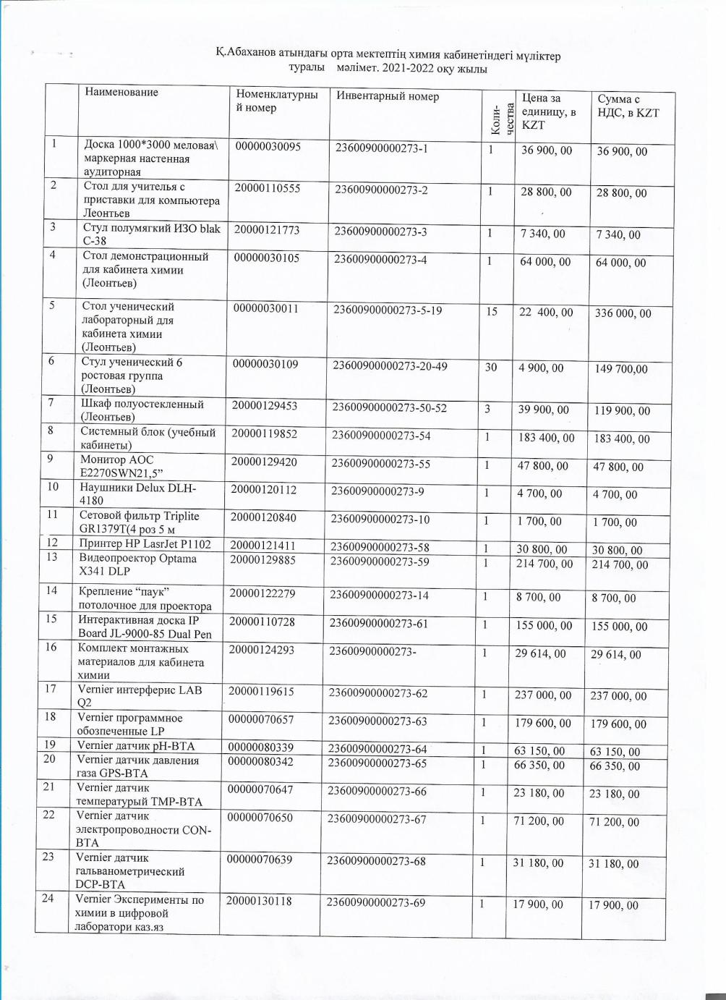 Қ.Абаханов атындағы орта мектептің химия кабинетіндегі мүліктер
туралы мәлімет. 2021-2022 оқу жылы
Наименование Номенклатурны Инвентарный номер Коли- Цена за Сумма с
й номер чества единицу, в НДС, в KZT
KZT
1 Доска 1000*3000 меловая\ 00000030095 23600900000273-1 1 36 900, 00 36 900, 00
маркерная настенная
аудиторная
2 Стол для учителья с 20000110555 23600900000273-2 1 28 800, 00 28 800, 00
приставки для компьютера
Леонтьев
3 Стул полумягкий ИЗО blak 20000121773 23600900000273-3 1 7 340, 00 7 340, 00
С-38
4 Стол демонстрационный 00000030105 23600900000273-4 1 64 000, 00 64 000, 00
для кабинета химии
(Леонтьев)
5 Стол ученический 00000030011 23600900000273-5-19 15 22 400, 00 336 000, 00
лабораторный для
кабинета химии
(Леонтьев)
6 Стул ученический 6 00000030109 23600900000273-20-49 30 4 900, 00 149 700,00
ростовая группа
(Леонтьев)
7 Шкаф полуостекленный 20000129453 23600900000273-50-52 3 39 900, 00 119 900, 00
(Леонтьев)
8 Системный блок (учебный 20000119852 23600900000273-54 1 183 400, 00 183 400, 00
кабинеты)
9 Монитор АОС 20000129420 23600900000273-55 1 47 800, 00 47 800, 00
E2270SWN21,5”
10 Наушники Delux DLH- 20000120112 23600900000273-9 1 4 700, 00 4 700, 00
4180
11 Сетовой фильтр Triplite 20000120840 23600900000273-10 1 1 700, 00 1 700, 00
GR1379T(4 роз 5 м
12 Принтер HP LasrJet P1102 20000121411 23600900000273-58 1 30 800, 00 30 800, 00
13 Видеопроектор Optama 20000129885 23600900000273-59 1 214 700, 00 214 700, 00
X341 DLP
14 Крепление “паук” 20000122279 23600900000273-14 1 8 700, 00 8 700, 00
потолочное для проектора
15 Интерактивная доска IP 20000110728 23600900000273-61 1 155 000, 00 155 000, 00
Board JL-9000-85 Dual Pen
16 Комплект монтажных 20000124293 23600900000273- 1 29 614, 00 29 614, 00
материалов для кабинета
химии
17 Vernier интерферис LAB 20000119615 23600900000273-62 1 237 000, 00 237 000, 00
Q2
18 Vernier программное 00000070657 23600900000273-63 1 179 600, 00 179 600, 00
обозпеченные LP
19 Vernier датчик pH-BTA 00000080339 23600900000273-64 1 63 150, 00 63 150, 00
20 Vernier датчик давления 00000080342 23600900000273-65 1 66 350, 00 66 350, 00
газа GPS-BTA
21 Vernier датчик 00000070647 23600900000273-66 1 23 180, 00 23 180, 00
температурый TMP-BTA
22 Vernier датчик 00000070650 23600900000273-67 1 71 200, 00 71 200, 00
электропроводности CON-
BTA
23 Vernier датчик 00000070639 23600900000273-68 1 31 180, 00 31 180, 00
гальванометрический
DCP-BTA
24 Vernier Эксперименты по 20000130118 23600900000273-69 1 17 900, 00 17 900, 00
химии в цифровой
лаборатори каз.яз